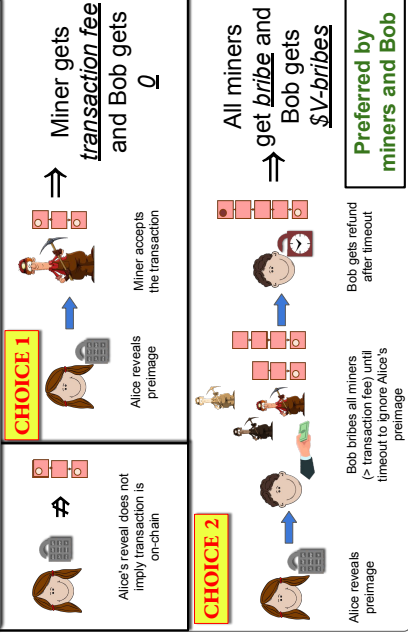 Alice's reveal does not
imply transaction is
on-chain
CHOICE 1
Alice reveals
preimage
Miner accepts
the transaction
⇒ Miner gets
transaction fee
and Bob gets
0
CHOICE 2
Alice reveals
preimage
Bob bribes all miners
(> transaction fee) until
timeout to ignore Alice's
preimage
Bob gets refund
after timeout
⇒ All miners
get bribe and
Bob gets
$V-bribes
Preferred by
miners and Bob